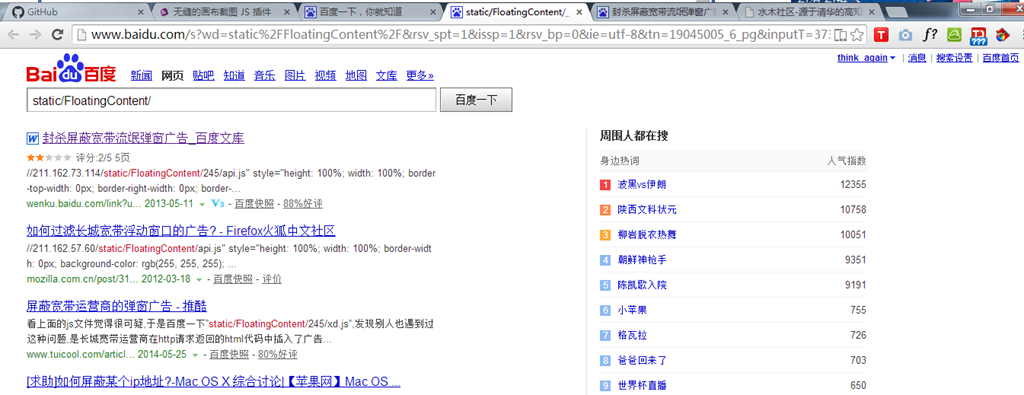 GitHub
无缝的画布截图 JS 插件
百度一下，你就知道
static/FloatingContent/_
封杀屏蔽宽带流氓弹窗广
水木社区-源于清华的高知
www.baidu.com/s?wd=static%2FFloatingContent%2F&rsv_spt=1&issp=1&rsv_bp=0&ie=utf-8&tn=19045005_6_pg&inputT=373
think_again | 消息 | 搜索设置 | 百度首页
Bai du 百度 新闻 网页 贴吧 知道 音乐 图片 视频 地图 文库 更多»
static/FloatingContent/ 百度一下
封杀屏蔽宽带流氓弹窗广告_百度文库
评分:2/5 5页
//211.162.73.114/static/FloatingContent/245/api.js" style="height: 100%; width: 100%; border
-top-width: 0px; border-right-width: 0px; border-...
wenku.baidu.com/link?u... 2013-05-11 V3 - 百度快照 - 88%好评
如何过滤长城宽带浮动窗口的广告? - Firefox火狐中文社区
//211.162.57.60/static/FloatingContent/api.js" style="height: 100%; width: 100%; border-widt
h: 0px; background-color: rgb(255, 255, 255); ...
mozilla.com.cn/post/31... 2012-03-18 - 百度快照 - 评价
屏蔽宽带运营商的弹窗广告 - 推酷
看上面的js文件觉得很可疑,于是百度一下"static/FloatingContent/245/xd.js",发现别人也遇到过
这种问题,是长城宽带运营商在http请求返回的html代码中插入了广告...
www.tuicool.com/articl... 2014-05-25 - 百度快照 - 80%好评
[求助]如何屏蔽某个ip地址?-Mac OS X 综合讨论|【苹果网】Mac OS ...
周围人都在搜
身边热词 人气指数
1 波黑vs伊朗 12355
2 陕西文科状元 10758
3 柳岩脱衣热舞 10051
4 朝鲜神枪手 9351
5 陈凯歌入院 9191
6 小苹果 755
7 格瓦拉 726
8 爸爸回来了 703
9 世界杯直播 650